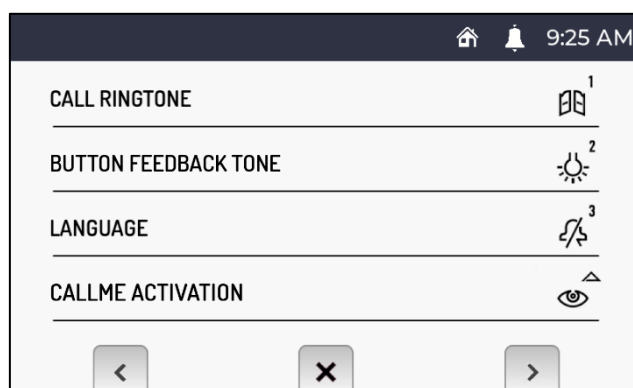 9:25 AM
CALL RINGTONE 1
BUTTON FEEDBACK TONE 2
LANGUAGE 3
CALLME ACTIVATION